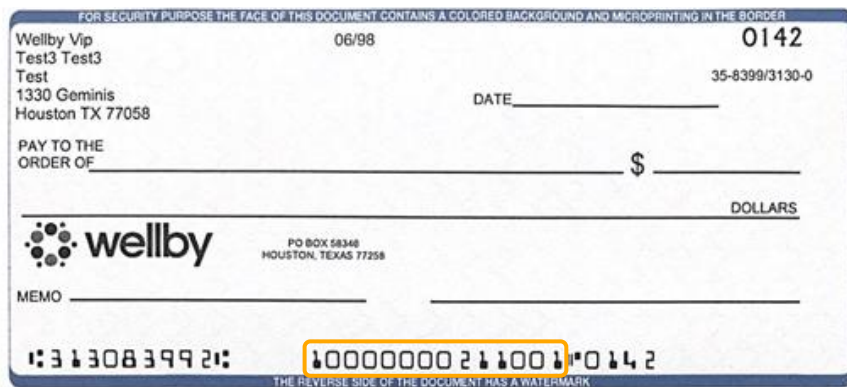 FOR SECURITY PURPOSE THE FACE OF THIS DOCUMENT CONTAINS A COLORED BACKGROUND AND MICROPRINTING IN THE BORDER
Wellby Vip 06/98 0142
Test3 Test3
Test 35-8399/3130-0
1330 Geminis DATE
Houston TX 77058
PAY TO THE
ORDER OF $
DOLLARS
wellby PO BOX 58346
HOUSTON, TEXAS 77258
MEMO
⑆313083992⑆ 10000000211001⑈0142
THE REVERSE SIDE OF THE DOCUMENT HAS A WATERMARK